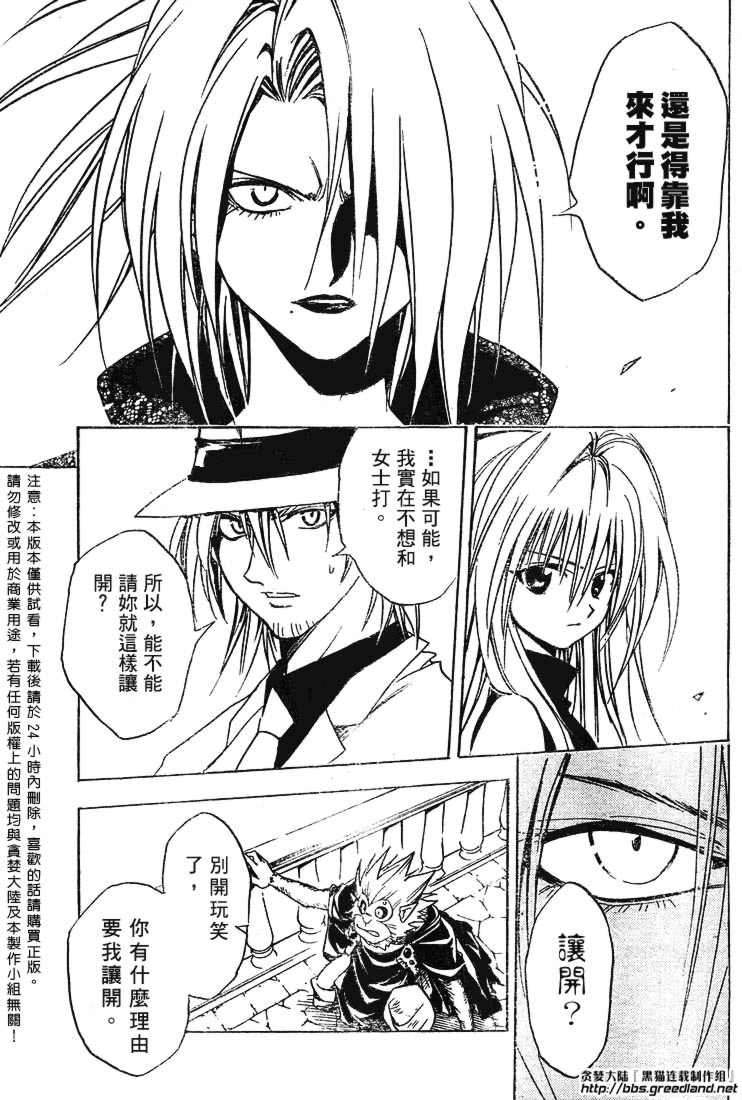 還是得靠我
來才行啊。
…如果可能，
我實在不想和
女士打。
所以，能不能
請妳就這樣讓
開？
讓開？
別開玩笑
了，
你有什麼理由
要我讓開。
注意：本版本僅供試看，下載後請於24小時內刪除，喜歡的話請購買正版。
請勿修改或用於商業用途，若有任何版權上的問題均與貪婪大陸及本製作小組無關！
贪婪大陆『黑猫连载制作组』
http://bbs.greedland.net